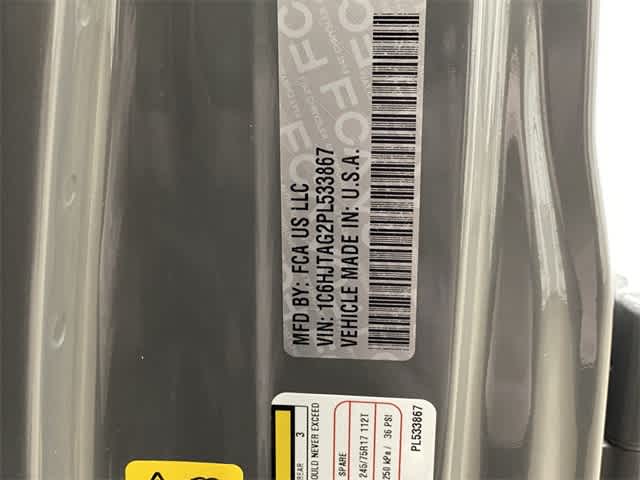 MFD BY: FCA US LLC
VIN: 1C6HJTAG2PL533867
VEHICLE MADE IN: U.S.A.
REAR 3
OULD NEVER EXCEED
SPARE
245/75R17 112T
250 kPa / 36 PSI
PL533867